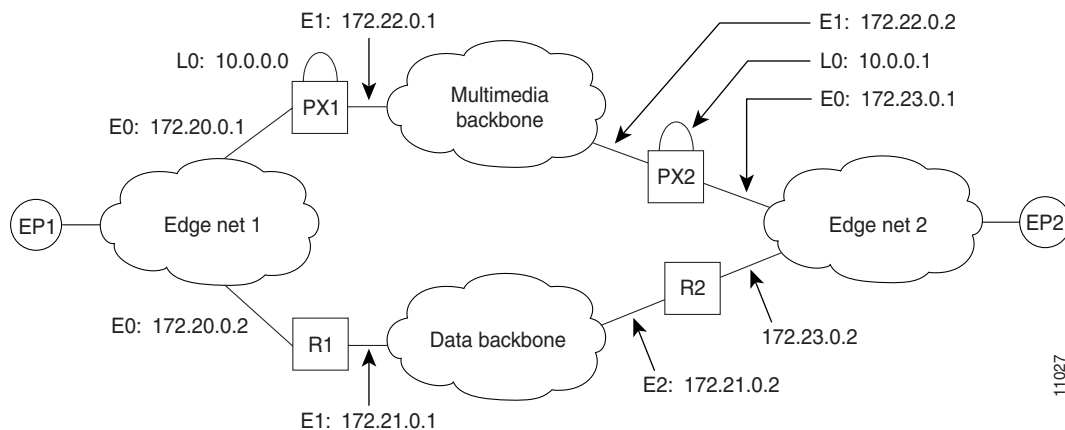 E1: 172.22.0.1
E1: 172.22.0.2
L0: 10.0.0.0
L0: 10.0.0.1
PX1
Multimedia
backbone
E0: 172.23.0.1
E0: 172.20.0.1
PX2
EP1
Edge net 1
Edge net 2
EP2
R2
E0: 172.20.0.2
R1
Data backbone
172.23.0.2
E2: 172.21.0.2
E1: 172.21.0.1
11027